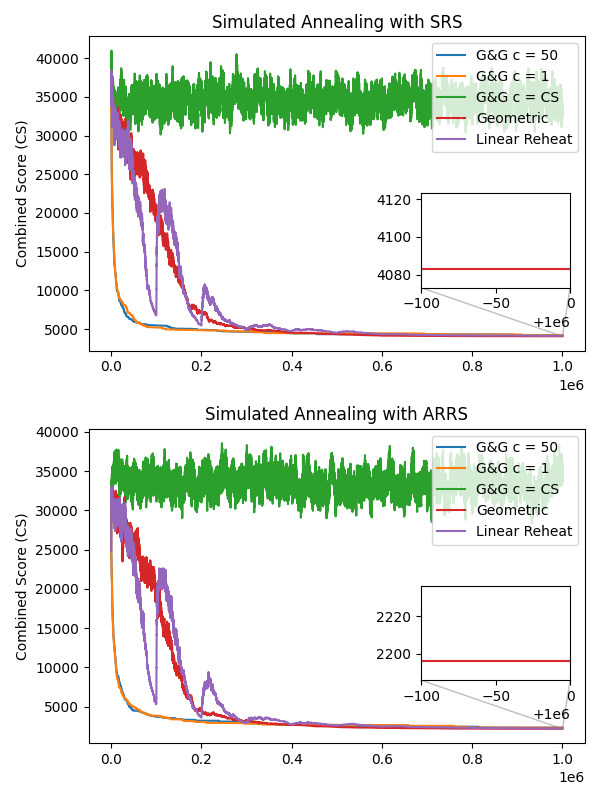 Simulated Annealing with SRS
Combined Score (CS)
40000
35000
30000
25000
20000
15000
10000
5000
G&G c = 50
G&G c = 1
G&G c = CS
Geometric
Linear Reheat
4120
4100
4080
−100 −50 0
+1e6
0.0 0.2 0.4 0.6 0.8 1.0
1e6
Simulated Annealing with ARRS
Combined Score (CS)
40000
35000
30000
25000
20000
15000
10000
5000
G&G c = 50
G&G c = 1
G&G c = CS
Geometric
Linear Reheat
2220
2200
−100 −50 0
+1e6
0.0 0.2 0.4 0.6 0.8 1.0
1e6